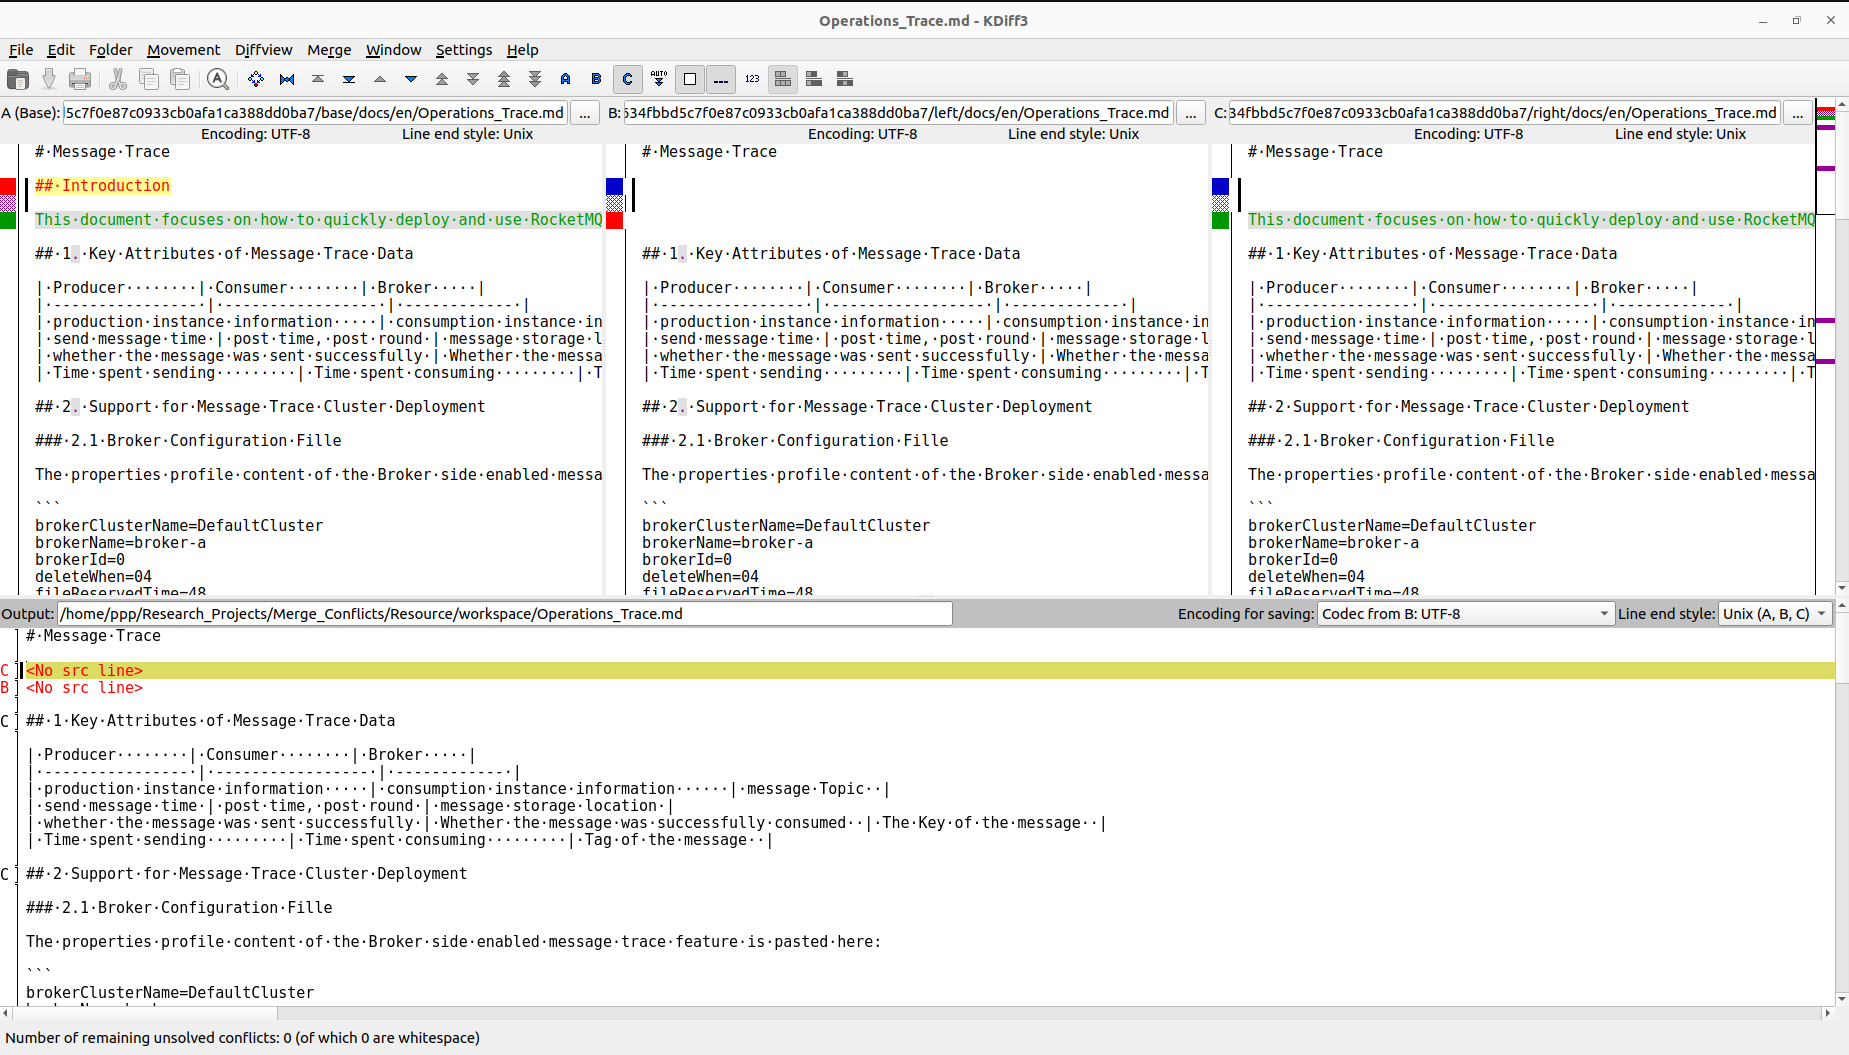 Operations_Trace.md - KDiff3
File Edit Folder Movement Diffview Merge Window Settings Help
A B C AUTO 123
A (Base): l5c7f0e87c0933cb0afa1ca388dd0ba7/base/docs/en/Operations_Trace.md ...
Encoding: UTF-8 Line end style: Unix
#·Message·Trace
##·Introduction
This·document·focuses·on·how·to·quickly·deploy·and·use·RocketMQ
##·1.·Key·Attributes·of·Message·Trace·Data
|·Producer········|·Consumer········|·Broker·····|
|·----------------·|·-----------------·|·------------·|
|·production·instance·information·····|·consumption·instance·in
|·send·message·time·|·post·time,·post·round·|·message·storage·l
|·whether·the·message·was·sent·successfully·|·Whether·the·messa
|·Time·spent·sending·········|·Time·spent·consuming·········|·T
##·2.·Support·for·Message·Trace·Cluster·Deployment
###·2.1·Broker·Configuration·Fille
The·properties·profile·content·of·the·Broker·side·enabled·messa
```
brokerClusterName=DefaultCluster
brokerName=broker-a
brokerId=0
deleteWhen=04
fileReservedTime=48
B: 534fbbd5c7f0e87c0933cb0afa1ca388dd0ba7/left/docs/en/Operations_Trace.md ...
Encoding: UTF-8 Line end style: Unix
#·Message·Trace
##·1.·Key·Attributes·of·Message·Trace·Data
|·Producer········|·Consumer········|·Broker·····|
|·----------------·|·-----------------·|·------------·|
|·production·instance·information·····|·consumption·instance·in
|·send·message·time·|·post·time,·post·round·|·message·storage·l
|·whether·the·message·was·sent·successfully·|·Whether·the·messa
|·Time·spent·sending·········|·Time·spent·consuming·········|·T
##·2.·Support·for·Message·Trace·Cluster·Deployment
###·2.1·Broker·Configuration·Fille
The·properties·profile·content·of·the·Broker·side·enabled·messa
```
brokerClusterName=DefaultCluster
brokerName=broker-a
brokerId=0
deleteWhen=04
fileReservedTime=48
C: 34fbbd5c7f0e87c0933cb0afa1ca388dd0ba7/right/docs/en/Operations_Trace.md ...
Encoding: UTF-8 Line end style: Unix
#·Message·Trace
This·document·focuses·on·how·to·quickly·deploy·and·use·RocketMQ
##·1·Key·Attributes·of·Message·Trace·Data
|·Producer········|·Consumer········|·Broker·····|
|·----------------·|·-----------------·|·------------·|
|·production·instance·information·····|·consumption·instance·in
|·send·message·time·|·post·time,·post·round·|·message·storage·l
|·whether·the·message·was·sent·successfully·|·Whether·the·messa
|·Time·spent·sending·········|·Time·spent·consuming·········|·T
##·2·Support·for·Message·Trace·Cluster·Deployment
###·2.1·Broker·Configuration·Fille
The·properties·profile·content·of·the·Broker·side·enabled·messa
```
brokerClusterName=DefaultCluster
brokerName=broker-a
brokerId=0
deleteWhen=04
fileReservedTime=48
Output: /home/ppp/Research_Projects/Merge_Conflicts/Resource/workspace/Operations_Trace.md Encoding for saving: Codec from B: UTF-8 Line end style: Unix (A, B, C)
#·Message·Trace
C <No src line>
B <No src line>
C ##·1·Key·Attributes·of·Message·Trace·Data
|·Producer········|·Consumer········|·Broker·····|
|·----------------·|·-----------------·|·------------·|
|·production·instance·information·····|·consumption·instance·information······|·message·Topic··|
|·send·message·time·|·post·time,·post·round·|·message·storage·location·|
|·whether·the·message·was·sent·successfully·|·Whether·the·message·was·successfully·consumed··|·The·Key·of·the·message··|
|·Time·spent·sending·········|·Time·spent·consuming·········|·Tag·of·the·message··|
C ##·2·Support·for·Message·Trace·Cluster·Deployment
###·2.1·Broker·Configuration·Fille
The·properties·profile·content·of·the·Broker·side·enabled·message·trace·feature·is·pasted·here:
```
brokerClusterName=DefaultCluster
Number of remaining unsolved conflicts: 0 (of which 0 are whitespace)